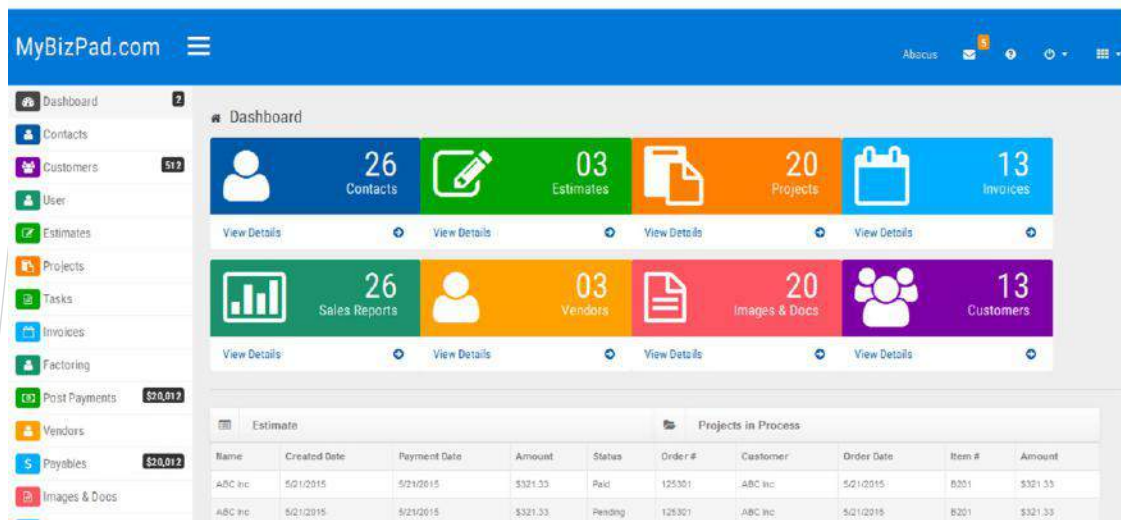 MyBizPad.com
Abacus 5
Dashboard 2
Contacts
Customers 512
User
Estimates
Projects
Tasks
Invoices
Factoring
Post Payments $20,012
Vendors
Payables $20,012
Images & Docs
Dashboard
26 03 20 13
Contacts Estimates Projects Invoices
View Details View Details View Details View Details
26 03 20 13
Sales Reports Vendors Images & Docs Customers
View Details View Details View Details View Details
Estimate Projects in Process
Name Created Date Payment Date Amount Status Order # Customer Order Date Item # Amount
ABC Inc 5/21/2015 5/21/2015 $321.33 Paid 125301 ABC Inc 5/21/2015 B201 $321.33
ABC Inc 5/21/2015 5/21/2015 $321.33 Pending 125301 ABC Inc 5/21/2015 B201 $321.33